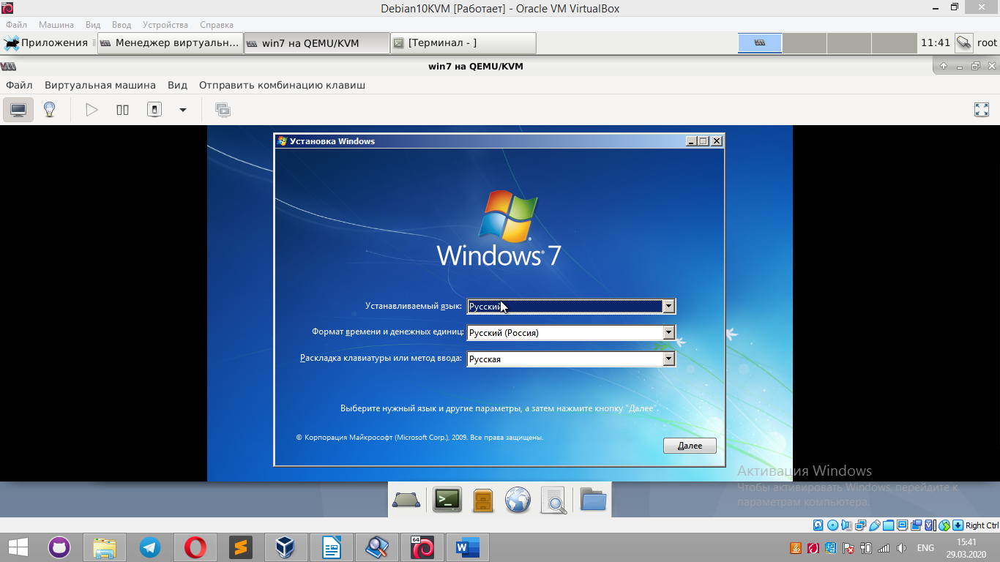 Debian10KVM [Работает] - Oracle VM VirtualBox
Файл Машина Вид Ввод Устройства Справка
Приложения Менеджер виртуальн... win7 на QEMU/KVM [Терминал - ] 11:41 root
win7 на QEMU/KVM
Файл Виртуальная машина Вид Отправить комбинацию клавиш
Установка Windows
Windows 7
Устанавливаемый язык: Русский
Формат времени и денежных единиц: Русский (Россия)
Раскладка клавиатуры или метод ввода: Русская
Выберите нужный язык и другие параметры, а затем нажмите кнопку "Далее".
© Корпорация Майкрософт (Microsoft Corp.), 2009. Все права защищены.
Далее
Активация Windows
Чтобы активировать Windows, перейдите к
параметрам компьютера.
Right Ctrl
64
ENG
15:41
29.03.2020